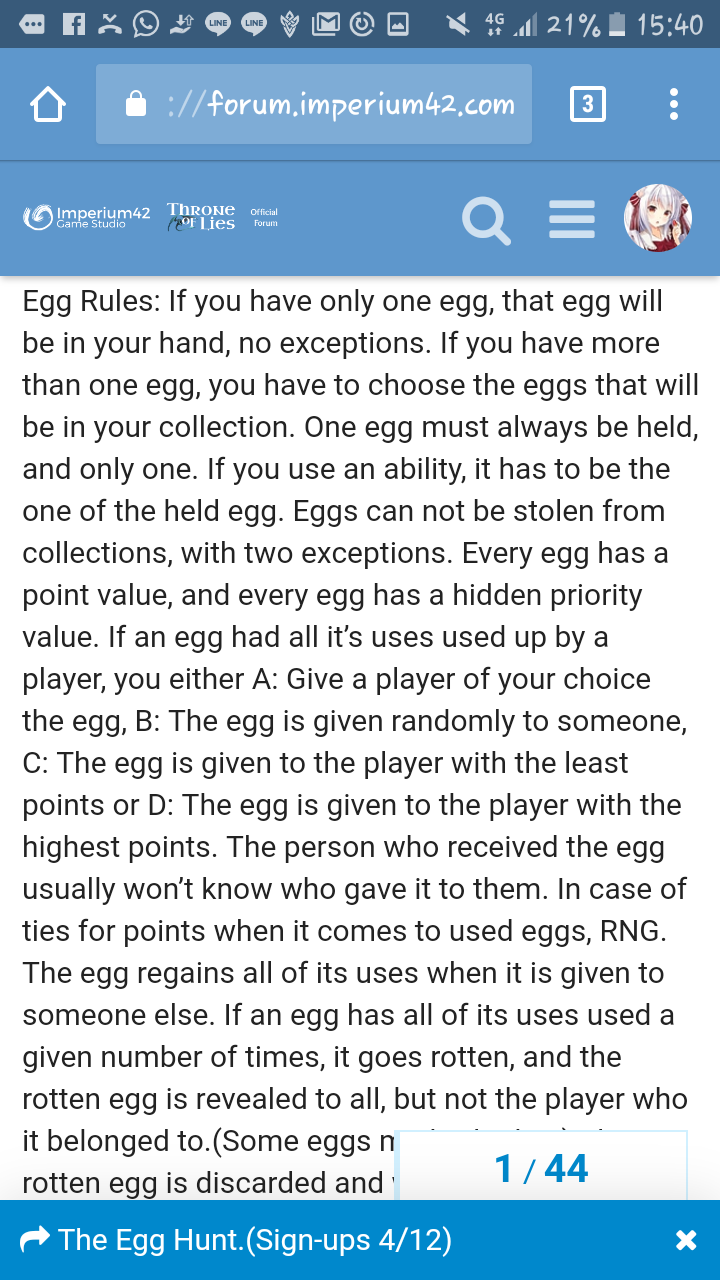 LINE LINE 4G 21% 15:40
://forum.imperium42.com 3
Imperium42 Game Studio THRONE OF LIES Official Forum
Egg Rules: If you have only one egg, that egg will
be in your hand, no exceptions. If you have more
than one egg, you have to choose the eggs that will
be in your collection. One egg must always be held,
and only one. If you use an ability, it has to be the
one of the held egg. Eggs can not be stolen from
collections, with two exceptions. Every egg has a
point value, and every egg has a hidden priority
value. If an egg had all it’s uses used up by a
player, you either A: Give a player of your choice
the egg, B: The egg is given randomly to someone,
C: The egg is given to the player with the least
points or D: The egg is given to the player with the
highest points. The person who received the egg
usually won’t know who gave it to them. In case of
ties for points when it comes to used eggs, RNG.
The egg regains all of its uses when it is given to
someone else. If an egg has all of its uses used a
given number of times, it goes rotten, and the
rotten egg is revealed to all, but not the player who
it belonged to.(Some eggs
rotten egg is discarded and
1 / 44
The Egg Hunt.(Sign-ups 4/12)